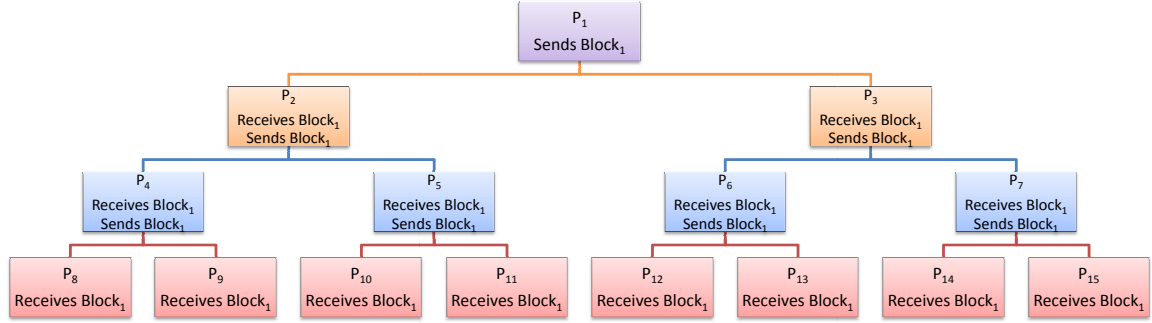 P₁
Sends Block₁
P₂
Receives Block₁
Sends Block₁
P₃
Receives Block₁
Sends Block₁
P₄
Receives Block₁
Sends Block₁
P₅
Receives Block₁
Sends Block₁
P₆
Receives Block₁
Sends Block₁
P₇
Receives Block₁
Sends Block₁
P₈
Receives Block₁
P₉
Receives Block₁
P₁₀
Receives Block₁
P₁₁
Receives Block₁
P₁₂
Receives Block₁
P₁₃
Receives Block₁
P₁₄
Receives Block₁
P₁₅
Receives Block₁